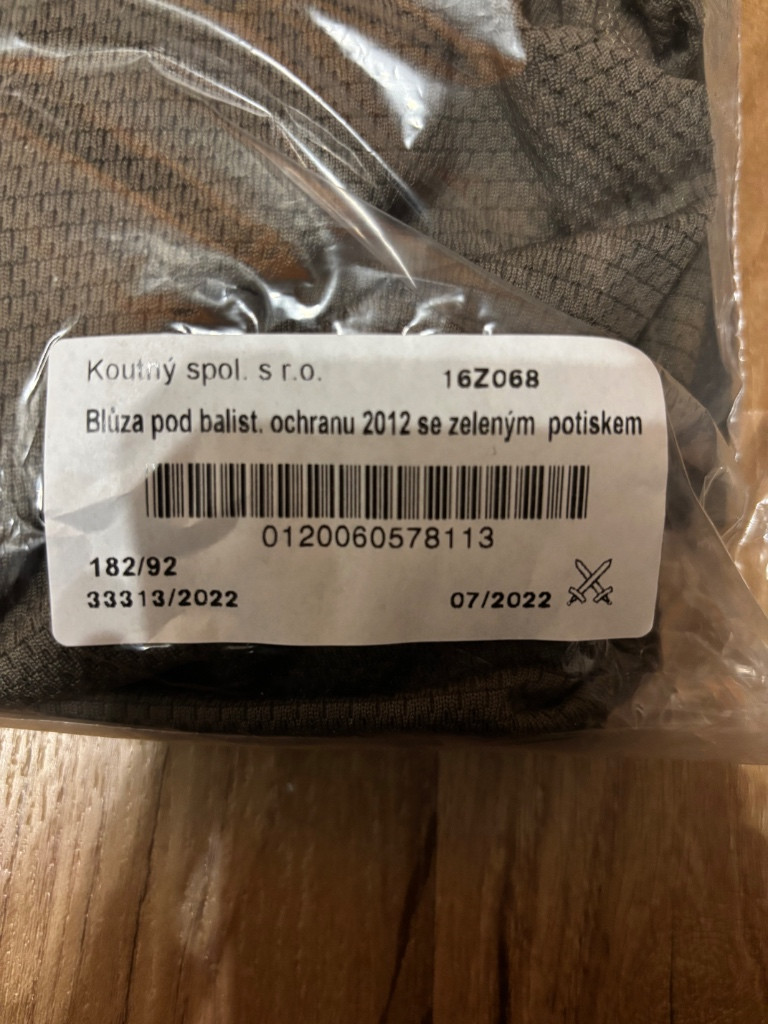 Koutný spol. s r.o. 16Z068
Blůza pod balist. ochranu 2012 se zeleným potiskem
0120060578113
182/92
33313/2022 07/2022